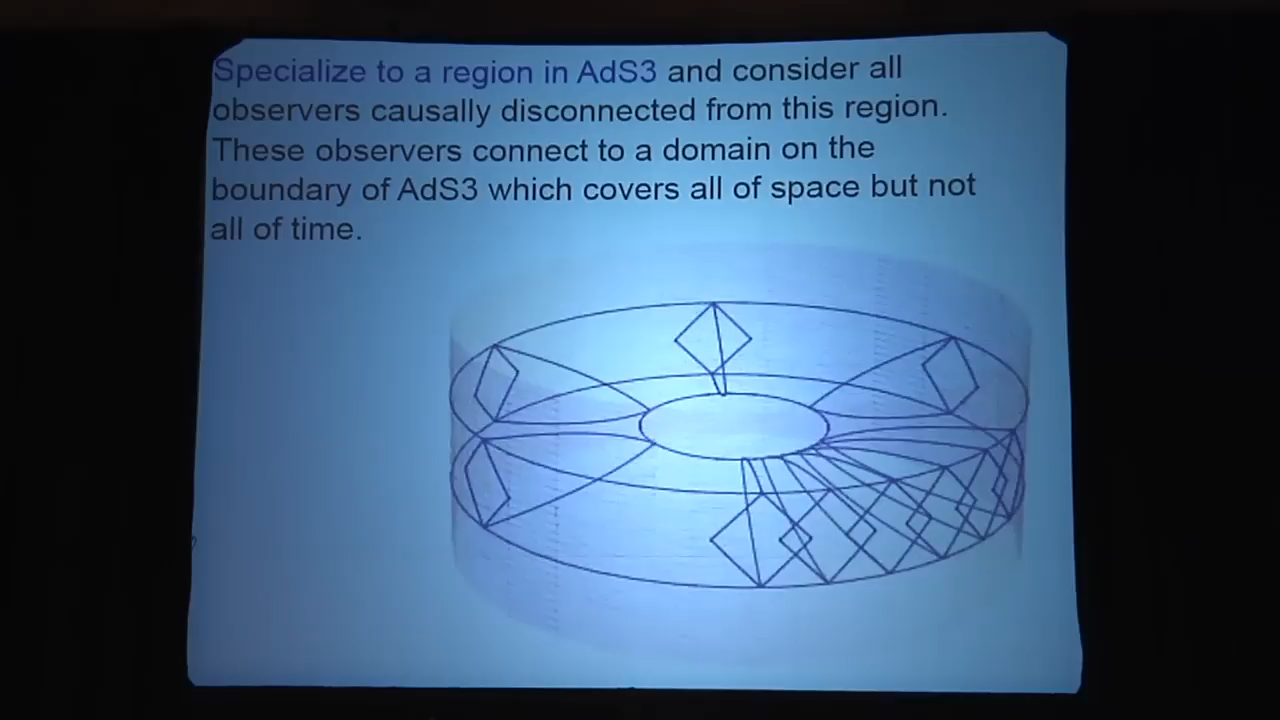 Specialize to a region in AdS3 and consider all
observers causally disconnected from this region.
These observers connect to a domain on the
boundary of AdS3 which covers all of space but not
all of time.